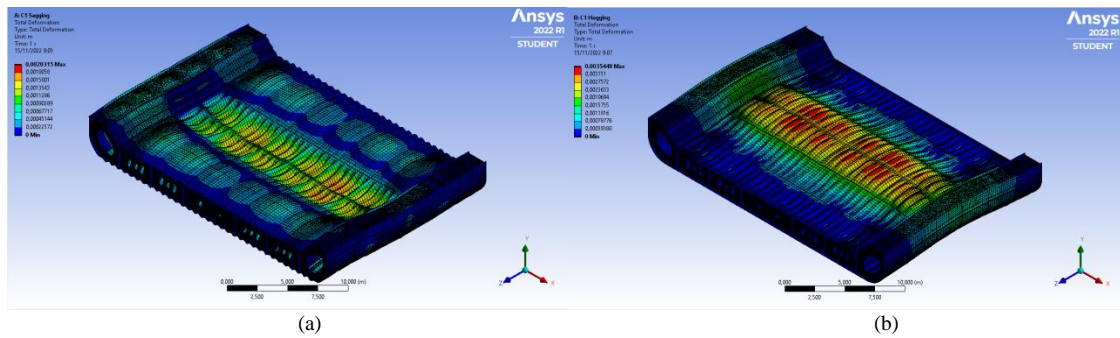 A: C1 Sagging
Total Deformation
Type: Total Deformation
Unit: m
Time: 1 s
15/11/2022 9:05
0,0020315 Max
0,0018058
0,0015801
0,0013543
0,0011286
0,00090289
0,00067717
0,00045144
0,00022572
0 Min
Ansys
2022 R1
STUDENT
Y
Z
X
0,000
5,000
10,000 (m)
2,500
7,500
(a)
B: C1 Hogging
Total Deformation
Type: Total Deformation
Unit: m
Time: 1 s
15/11/2022 9:07
0,0035449 Max
0,003151
0,0027572
0,0023633
0,0019694
0,0015755
0,0011816
0,00078776
0,00039388
0 Min
Ansys
2022 R1
STUDENT
Y
Z
X
0,000
5,000
10,000 (m)
2,500
7,500
(b)